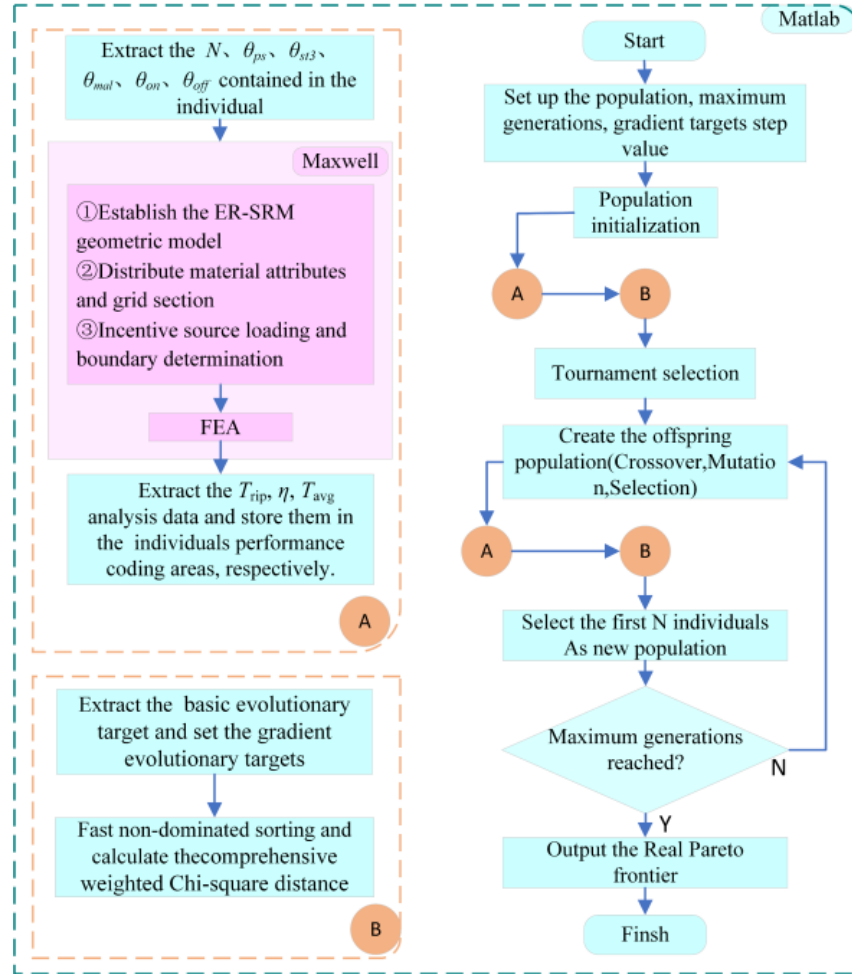 Matlab
Extract the N、θps、θst3、
θmal、θon、θoff contained in the
individual
Maxwell
①Establish the ER-SRM
geometric model
②Distribute material attributes
and grid section
③Incentive source loading and
boundary determination
FEA
Extract the Trip, η, Tavg
analysis data and store them in
the individuals performance
coding areas, respectively.
A
Extract the basic evolutionary
target and set the gradient
evolutionary targets
Fast non-dominated sorting and
calculate thecomprehensive
weighted Chi-square distance
B
Start
Set up the population, maximum
generations, gradient targets step
value
Population
initialization
A
B
Tournament selection
Create the offspring
population(Crossover,Mutatio
n,Selection)
A
B
Select the first N individuals
As new population
Maximum generations
reached?
N
Y
Output the Real Pareto
frontier
Finsh